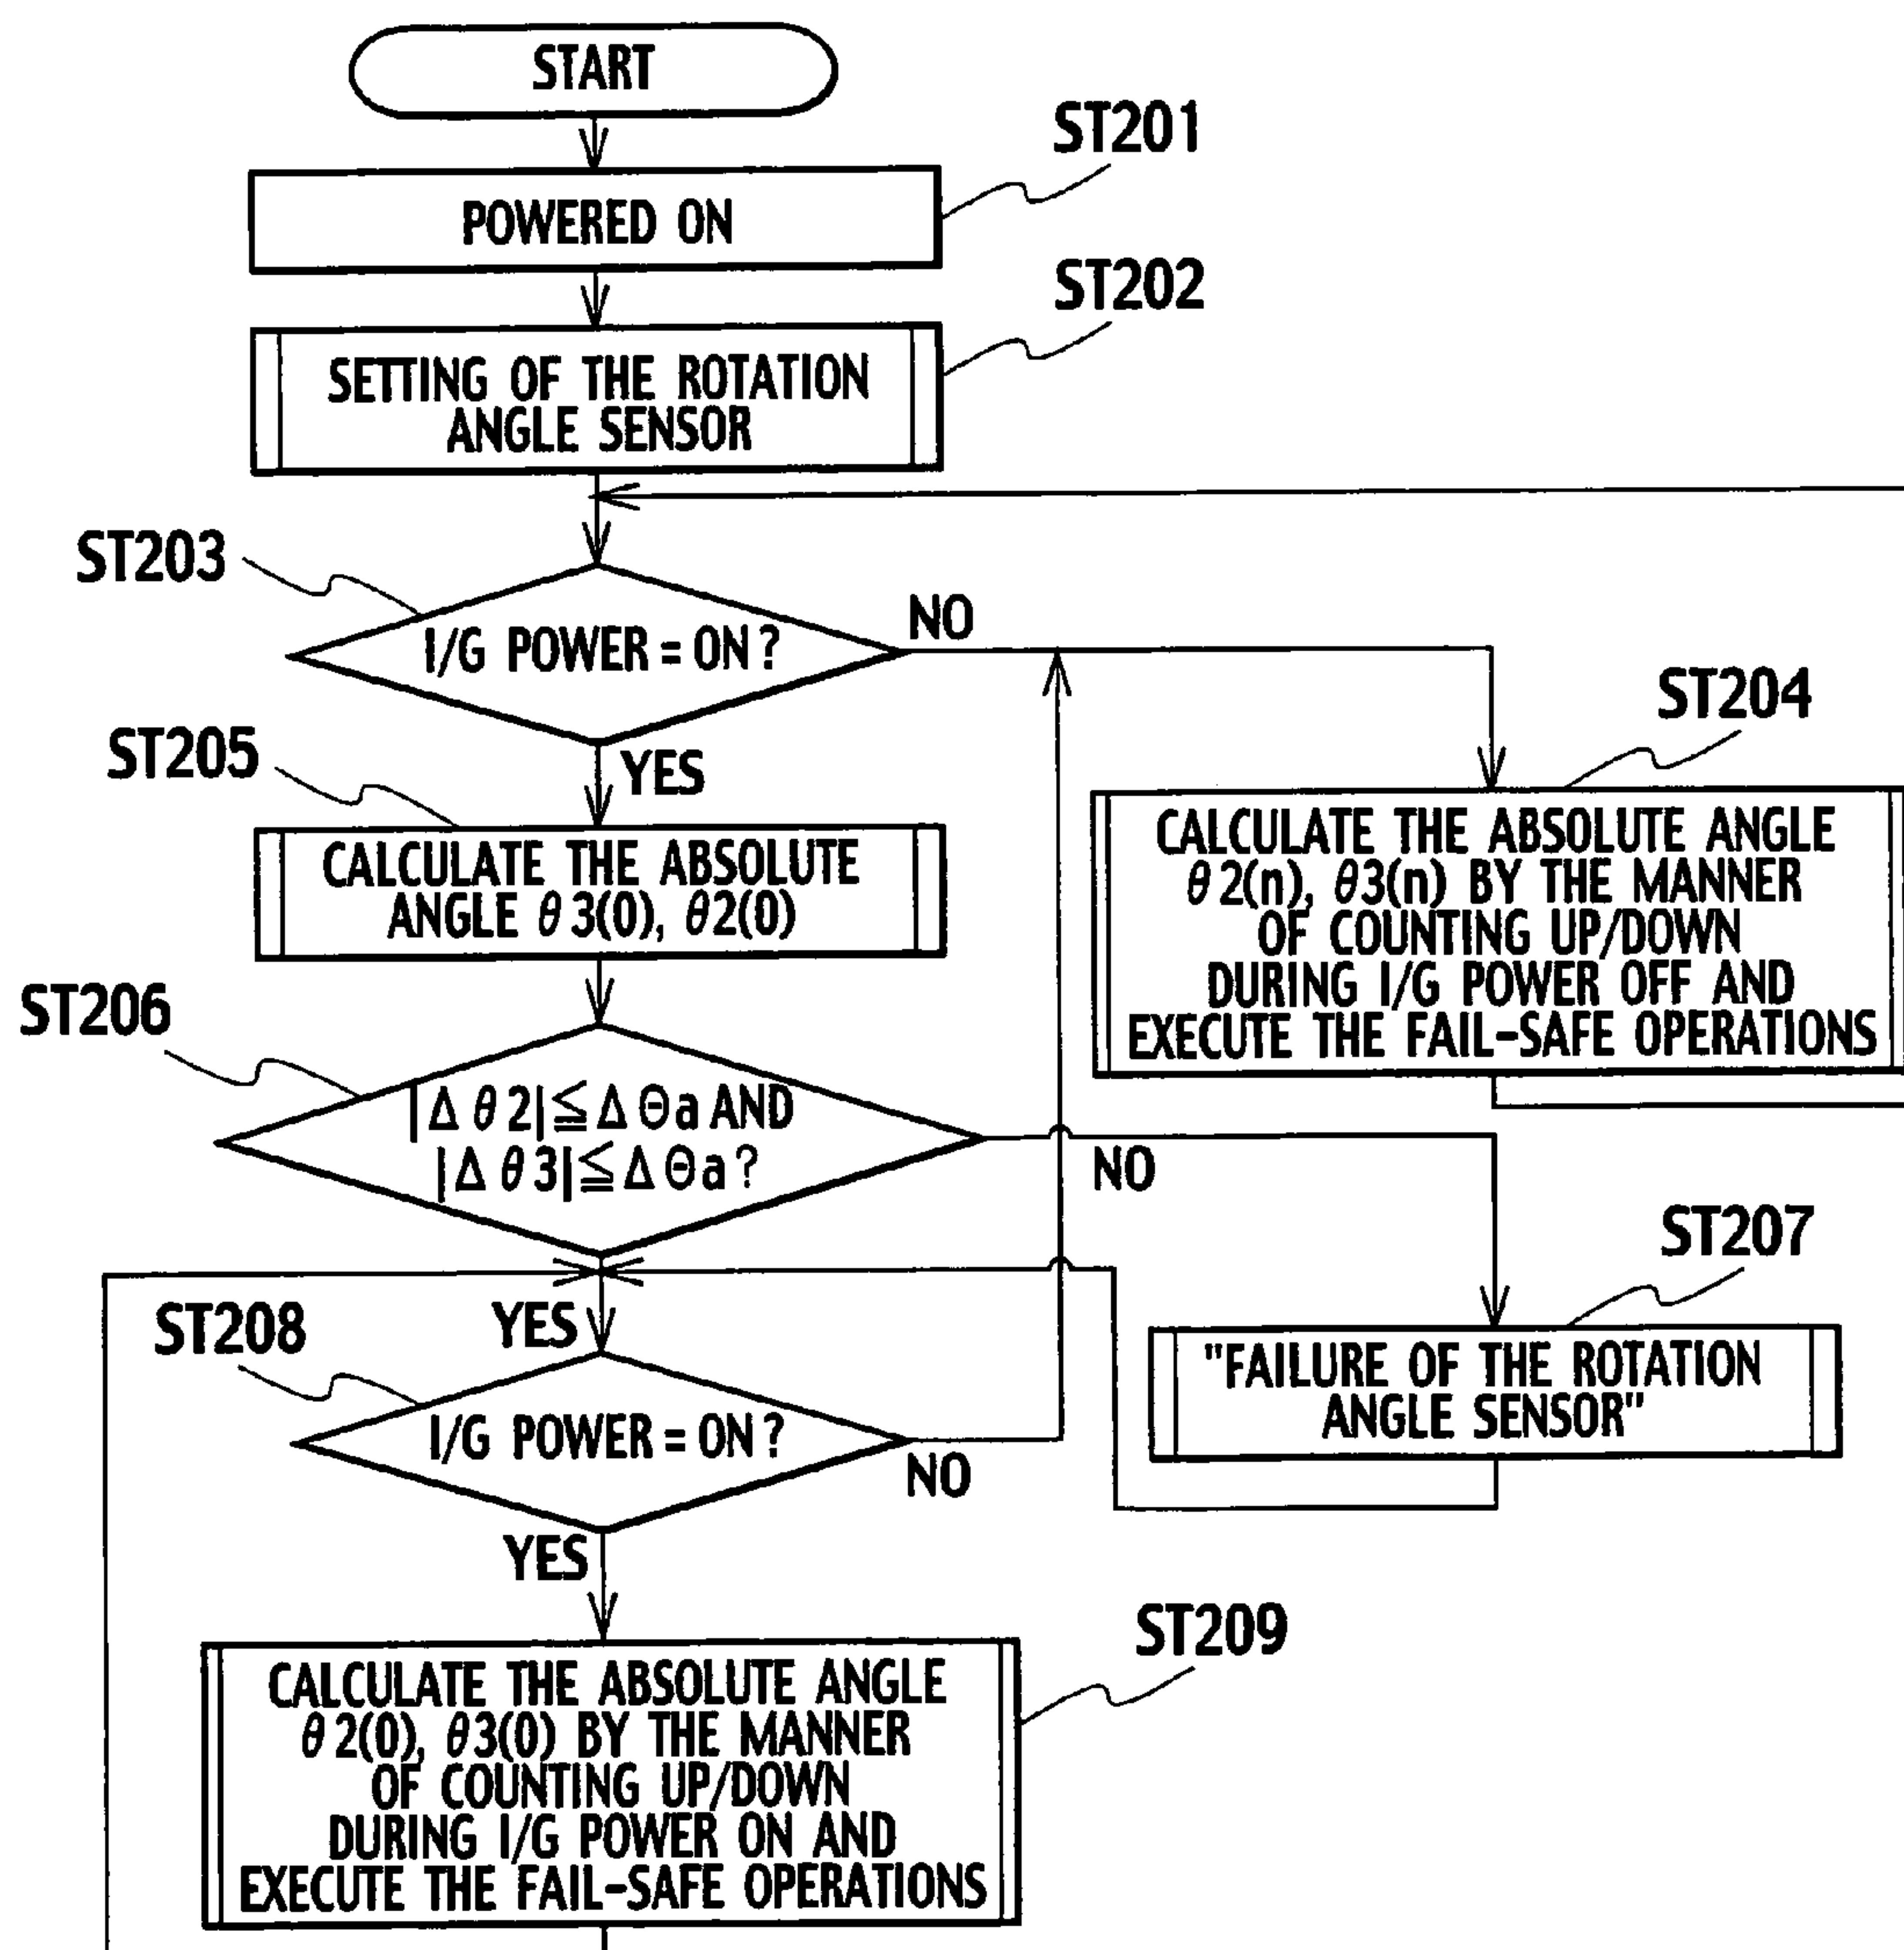 START
ST201
POWERED ON
ST202
SETTING OF THE ROTATION
ANGLE SENSOR
ST203
I/G POWER = ON ?
NO
YES
ST204
CALCULATE THE ABSOLUTE ANGLE
θ2(n), θ3(n) BY THE MANNER
OF COUNTING UP/DOWN
DURING I/G POWER OFF AND
EXECUTE THE FAIL-SAFE OPERATIONS
ST205
CALCULATE THE ABSOLUTE
ANGLE θ3(0), θ2(0)
ST206
|Δθ2|≦ΔΘa AND
|Δθ3|≦ΔΘa ?
NO
YES
ST207
"FAILURE OF THE ROTATION
ANGLE SENSOR"
ST208
I/G POWER = ON ?
NO
YES
ST209
CALCULATE THE ABSOLUTE ANGLE
θ2(0), θ3(0) BY THE MANNER
OF COUNTING UP/DOWN
DURING I/G POWER ON AND
EXECUTE THE FAIL-SAFE OPERATIONS